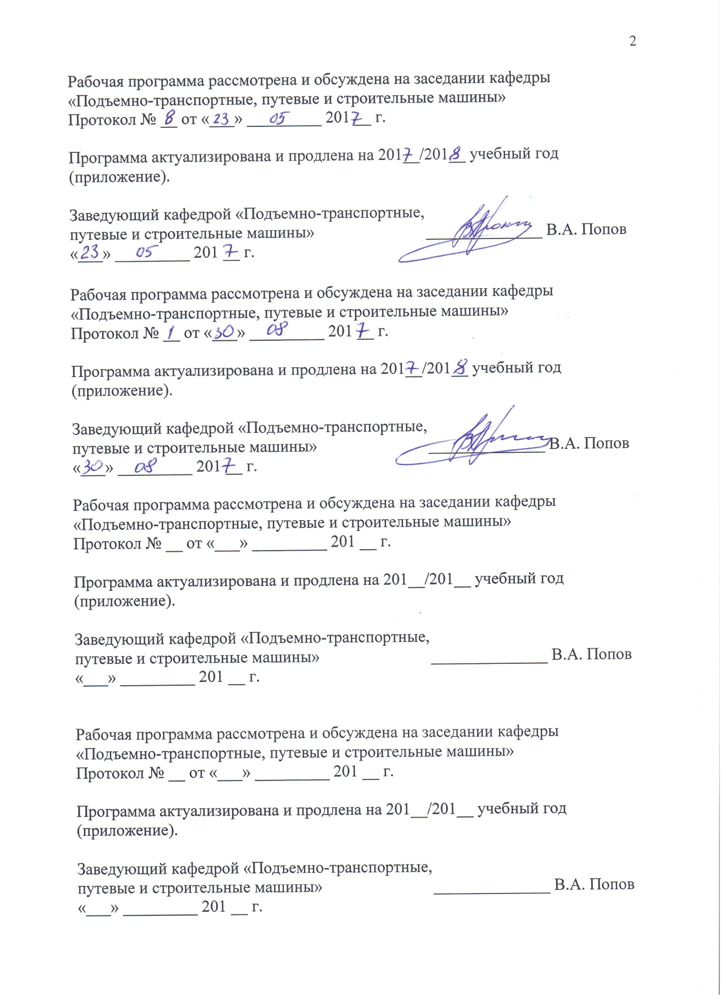 2
Рабочая программа рассмотрена и обсуждена на заседании кафедры
«Подъемно-транспортные, путевые и строительные машины»
Протокол № 8 от «23» 05 2017 г.
Программа актуализирована и продлена на 2017/2018 учебный год
(приложение).
Заведующий кафедрой «Подъемно-транспортные,
путевые и строительные машины» ______________ В.А. Попов
«23» 05 2017 г.
Рабочая программа рассмотрена и обсуждена на заседании кафедры
«Подъемно-транспортные, путевые и строительные машины»
Протокол № 1 от «30» 08 2017 г.
Программа актуализирована и продлена на 2017/2018 учебный год
(приложение).
Заведующий кафедрой «Подъемно-транспортные,
путевые и строительные машины» ______________ В.А. Попов
«30» 08 2017 г.
Рабочая программа рассмотрена и обсуждена на заседании кафедры
«Подъемно-транспортные, путевые и строительные машины»
Протокол № __ от «___» _________ 201 __ г.
Программа актуализирована и продлена на 201__/201__ учебный год
(приложение).
Заведующий кафедрой «Подъемно-транспортные,
путевые и строительные машины» ______________ В.А. Попов
«___» _________ 201 __ г.
Рабочая программа рассмотрена и обсуждена на заседании кафедры
«Подъемно-транспортные, путевые и строительные машины»
Протокол № __ от «___» _________ 201 __ г.
Программа актуализирована и продлена на 201__/201__ учебный год
(приложение).
Заведующий кафедрой «Подъемно-транспортные,
путевые и строительные машины» ______________ В.А. Попов
«___» _________ 201 __ г.